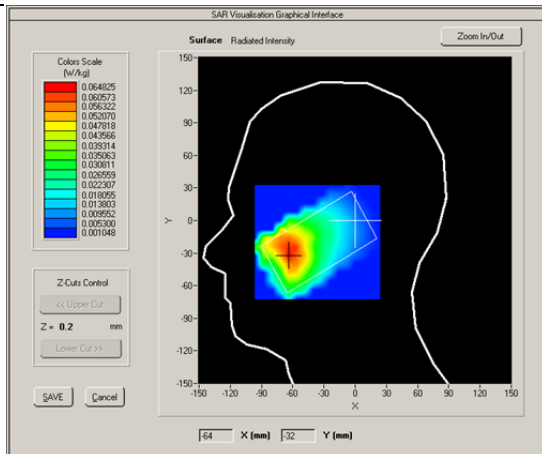 SAR Visualisation Graphical Interface
Surface Radiated Intensity
Zoom In/Out
Colors Scale
(W/kg)
0.064825
0.060573
0.056322
0.052070
0.047818
0.043566
0.039314
0.035063
0.030811
0.026559
0.022307
0.018055
0.013803
0.009552
0.005300
0.001048
Z-Cuts Control
<< Upper Cut
Z = 0.2 mm
Lower Cut >>
SAVE Cancel
150-
120-
90-
60-
30-
Y 0-
-30-
-60-
-90-
-120-
-150-
-150 -120 -90 -60 -30 0 30 60 90 120 150
X
-64 X (mm) -32 Y (mm)